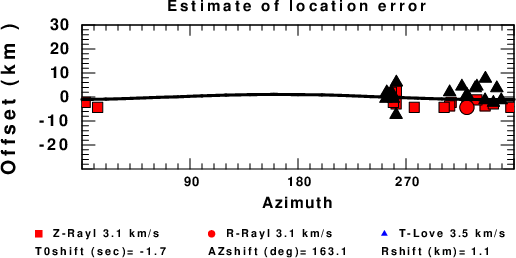 Estimate of location error
30
20
10
0
-10
-20
Offset (km)
90 180 270
Azimuth
Z-Rayl 3.1 km/s R-Rayl 3.1 km/s T-Love 3.5 km/s
T0shift (sec)= -1.7 AZshift (deg)= 163.1 Rshift (km)= 1.1